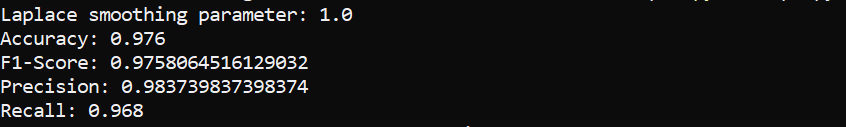 Laplace smoothing parameter: 1.0
Accuracy: 0.976
F1-Score: 0.9758064516129032
Precision: 0.983739837398374
Recall: 0.968